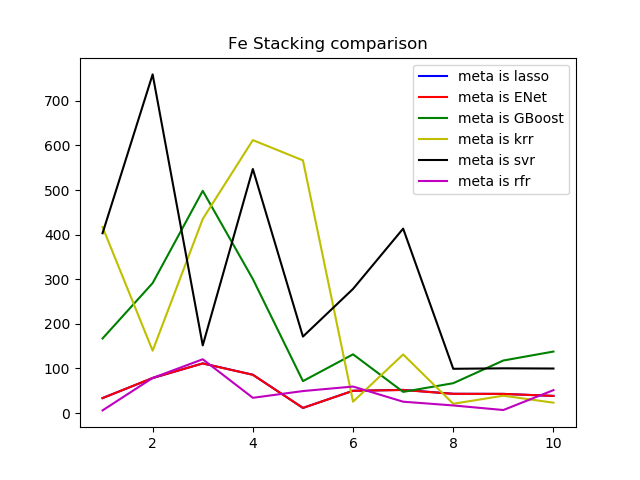 Fe Stacking comparison
meta is lasso
meta is ENet
meta is GBoost
meta is krr
meta is svr
meta is rfr
700
600
500
400
300
200
100
0
2 4 6 8 10